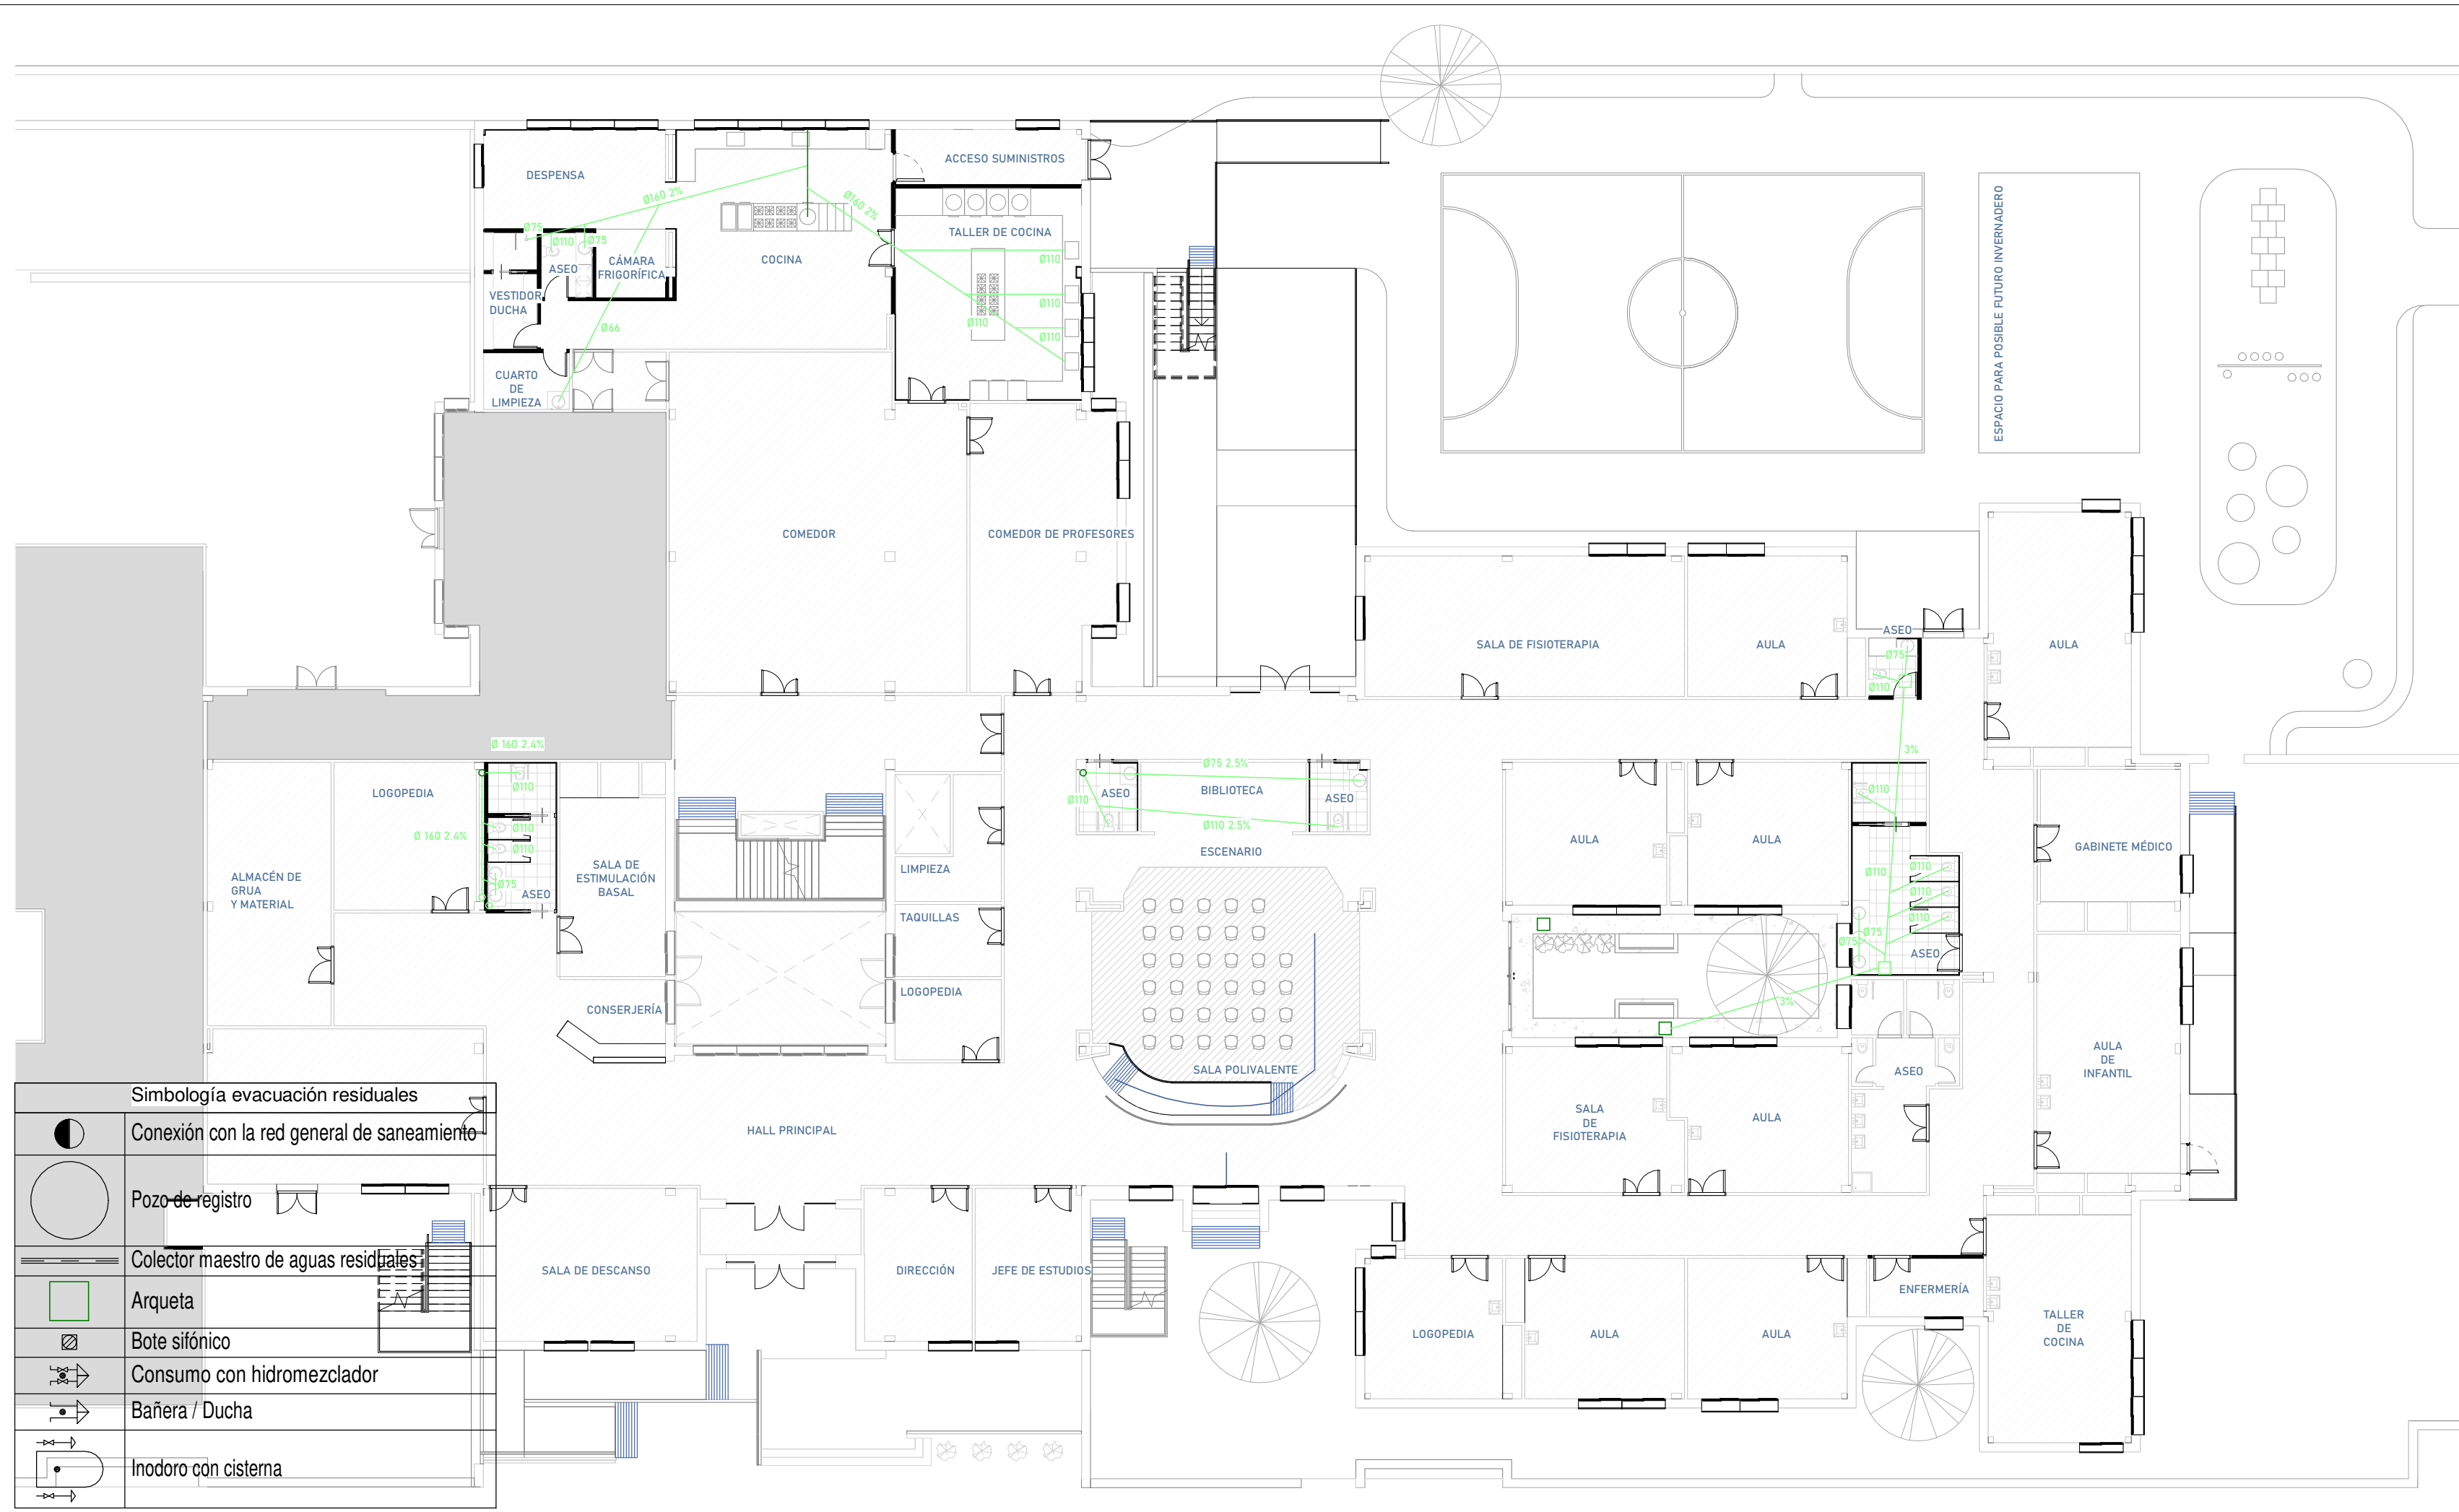 ACCESO SUMINISTROS
DESPENSA
Ø160 2%
Ø160 2%
Ø75
Ø110
Ø75
ASEO
CÁMARA
FRIGORÍFICA
COCINA
TALLER DE COCINA
Ø110
Ø110
Ø110
Ø110
VESTIDOR
DUCHA
Ø66
CUARTO
DE
LIMPIEZA
ESPACIO PARA POSIBLE FUTURO INVERNADERO
COMEDOR
COMEDOR DE PROFESORES
SALA DE FISIOTERAPIA
AULA
ASEO
Ø75
Ø110
AULA
3%
Ø 160 2.4%
LOGOPEDIA
Ø110
Ø 160 2.4%
Ø110
Ø110
Ø75
ASEO
ALMACÉN DE
GRUA
Y MATERIAL
SALA DE
ESTIMULACIÓN
BASAL
LIMPIEZA
TAQUILLAS
LOGOPEDIA
CONSERJERÍA
Ø75 2.5%
ASEO
BIBLIOTECA
ASEO
Ø110
Ø110 2.5%
ESCENARIO
SALA POLIVALENTE
HALL PRINCIPAL
AULA
AULA
Ø110
Ø110
Ø110
Ø110
Ø110
Ø75
Ø75
ASEO
3%
GABINETE MÉDICO
AULA
DE
INFANTIL
ASEO
SALA
DE
FISIOTERAPIA
AULA
SALA DE DESCANSO
DIRECCIÓN
JEFE DE ESTUDIOS
LOGOPEDIA
AULA
AULA
ENFERMERÍA
TALLER
DE
COCINA
Simbología evacuación residuales
Conexión con la red general de saneamiento
Pozo de registro
Colector maestro de aguas residuales
Arqueta
Bote sifónico
Consumo con hidromezclador
Bañera / Ducha
Inodoro con cisterna